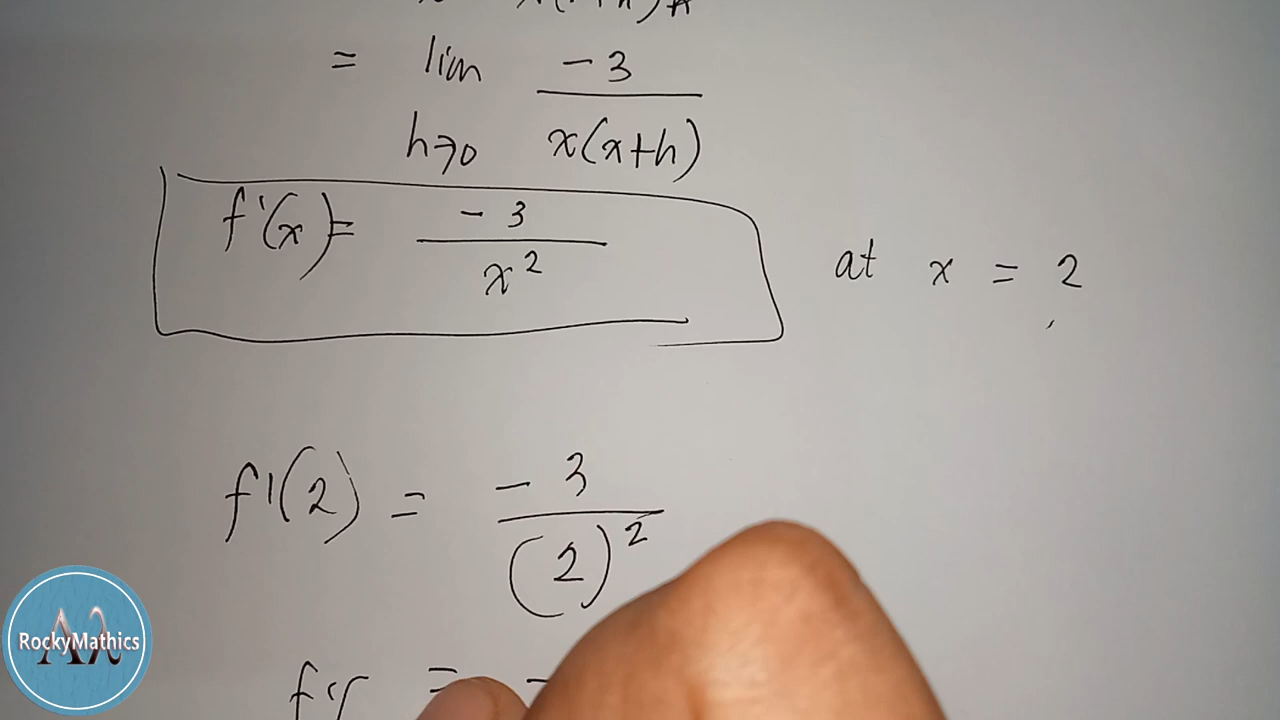 = lim -3
h→0 x(x+h)
f'(x)= -3/x² at x = 2
f'(2) = -3/(2)²
f'( = -
RockyMathics